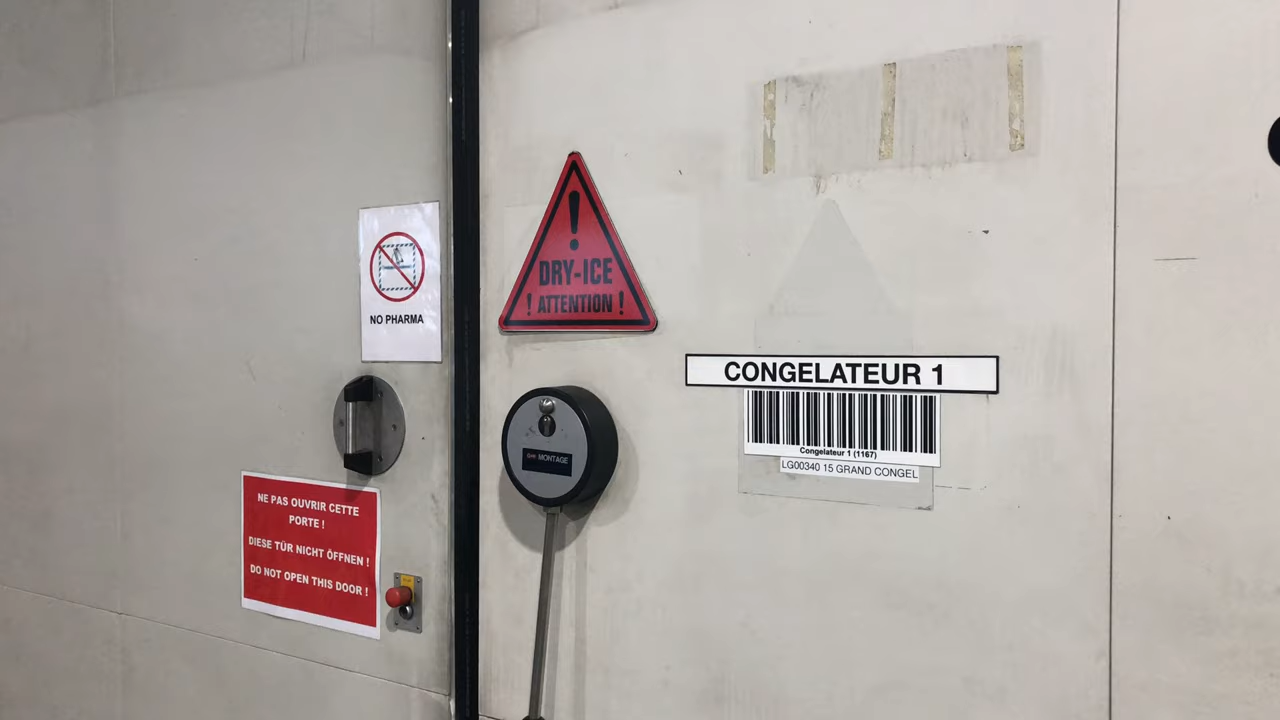 NO PHARMA
NE PAS OUVRIR CETTE
PORTE !
DIESE TÜR NICHT ÖFFNEN !
DO NOT OPEN THIS DOOR !
!
DRY-ICE
! ATTENTION !
MONTAGE
CONGELATEUR 1
Congelateur 1 (1167)
LG00340 15 GRAND CONGEL